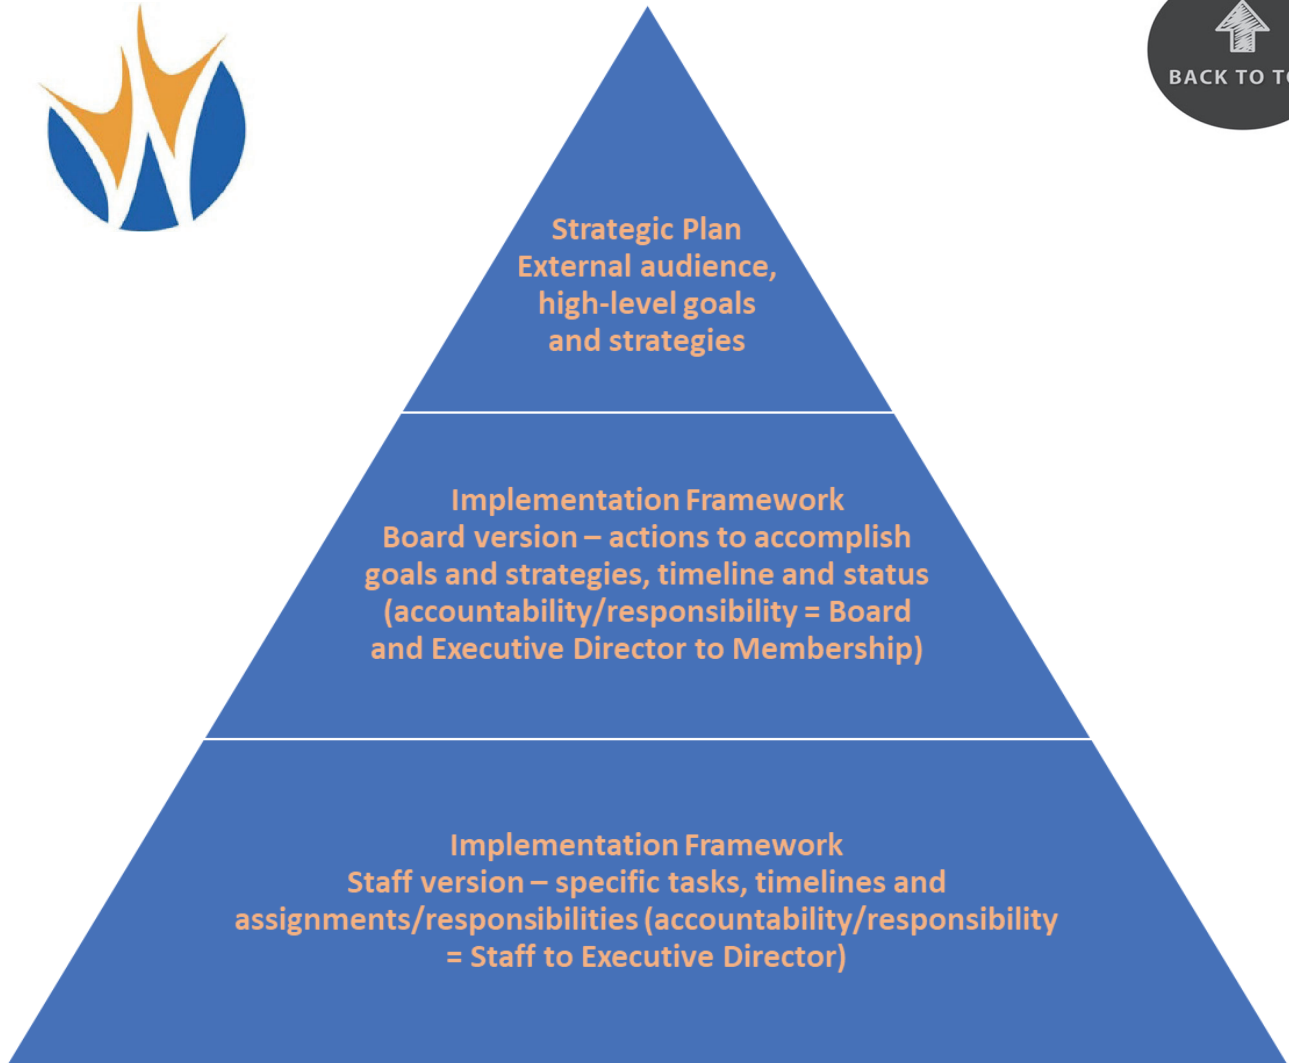 BACK TO
Strategic Plan
External audience,
high-level goals
and strategies
Implementation Framework
Board version – actions to accomplish
goals and strategies, timeline and status
(accountability/responsibility = Board
and Executive Director to Membership)
Implementation Framework
Staff version – specific tasks, timelines and
assignments/responsibilities (accountability/responsibility
= Staff to Executive Director)